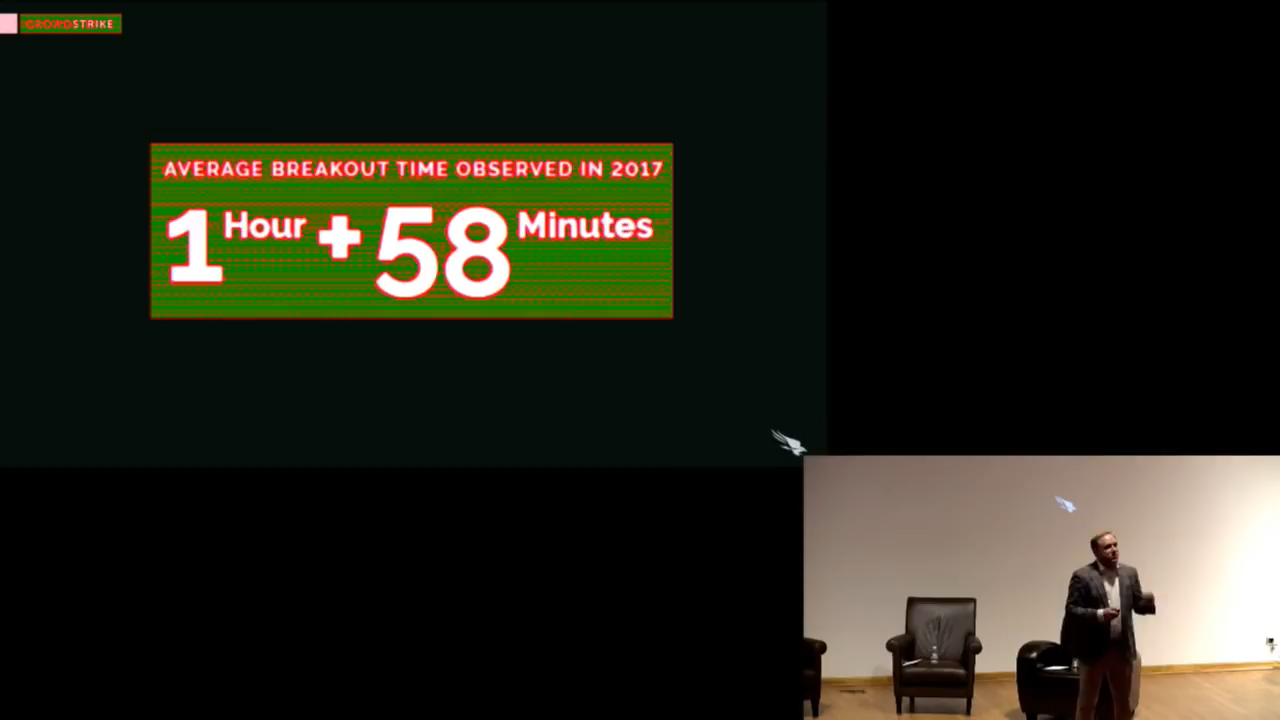 CROWDSTRIKE
AVERAGE BREAKOUT TIME OBSERVED IN 2017
1 Hour + 58 Minutes